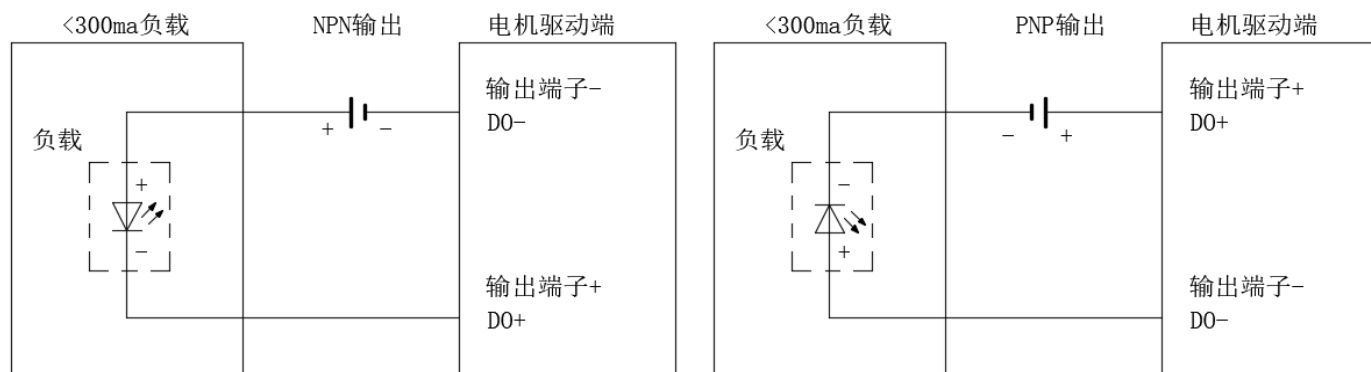 <300ma负载 NPN输出 电机驱动端
输出端子-
DO-
+ -
负载
+
-
输出端子+
DO+
<300ma负载 PNP输出 电机驱动端
输出端子+
DO+
- +
负载
-
+
输出端子-
DO-